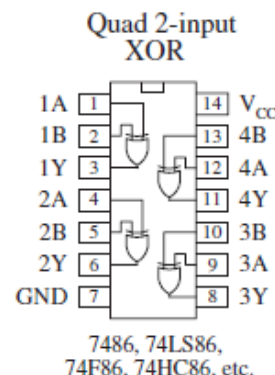 Quad 2-input
XOR
1A 1 14 VCC
1B 2 13 4B
1Y 3 12 4A
2A 4 11 4Y
2B 5 10 3B
2Y 6 9 3A
GND 7 8 3Y
7486, 74LS86,
74F86, 74HC86, etc.